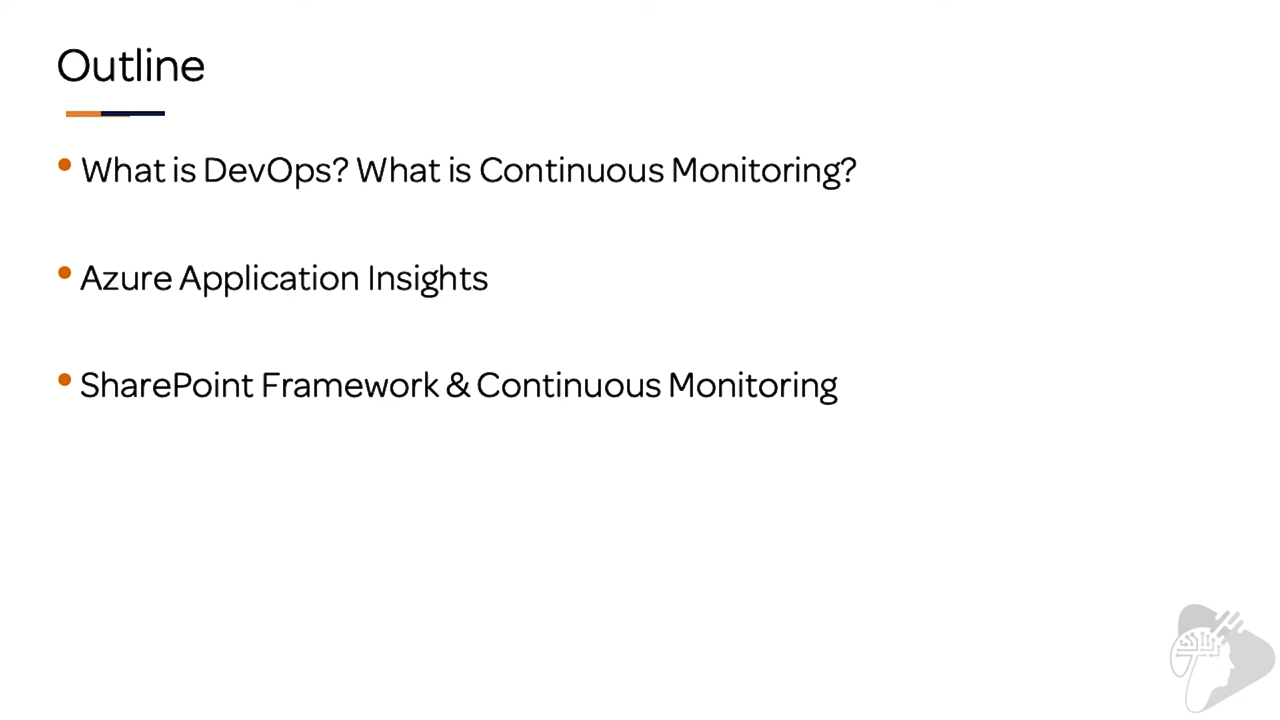 Outline
• What is DevOps? What is Continuous Monitoring?
• Azure Application Insights
• SharePoint Framework & Continuous Monitoring